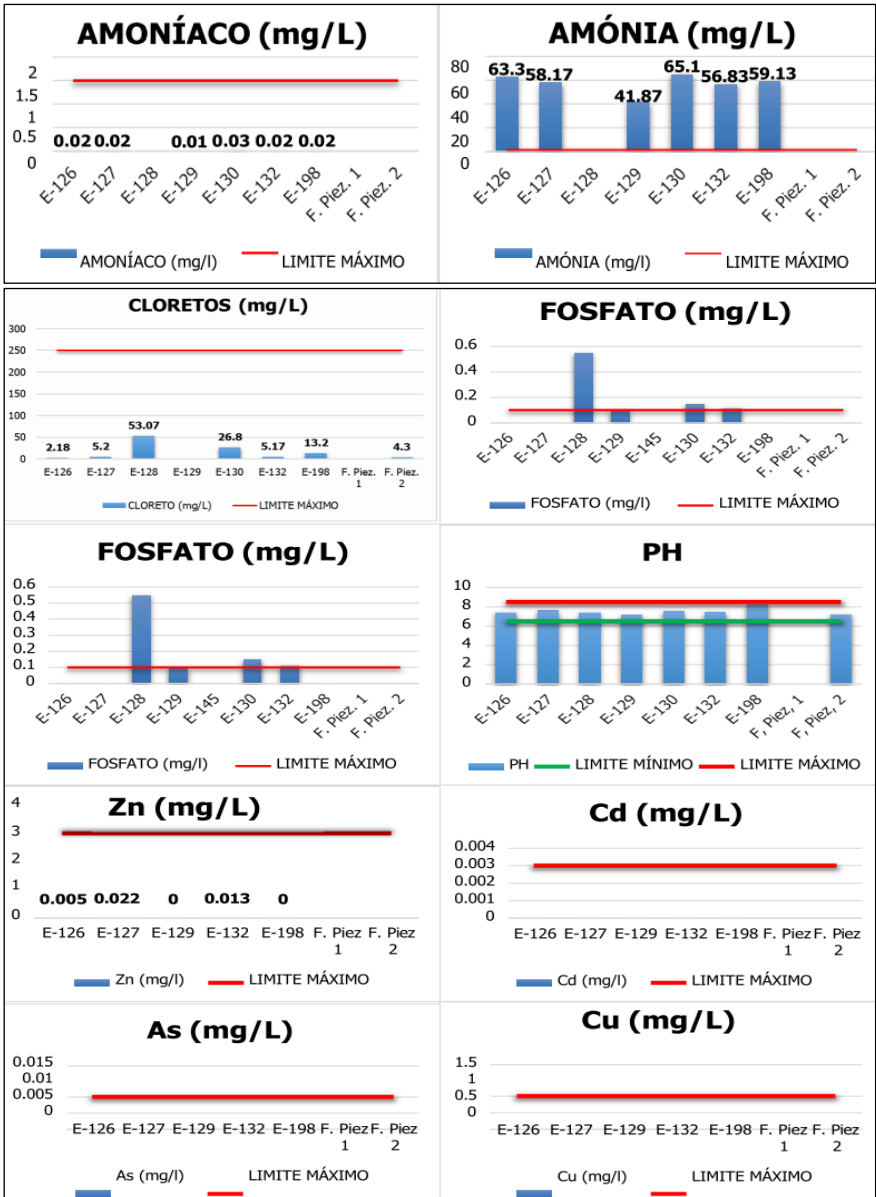 AMONÍACO (mg/L)
2
1.5
1
0.5
0
0.02 0.02 0.01 0.03 0.02 0.02
E-126 E-127 E-128 E-129 E-130 E-132 E-198 F. Piez. 1 F. Piez. 2
AMONÍACO (mg/l) LIMITE MÁXIMO
AMÓNIA (mg/L)
80
60
40
20
0
63.3 58.17 41.87 65.1 56.83 59.13
E-126 E-127 E-128 E-129 E-130 E-132 E-198 F. Piez. 1 F. Piez. 2
AMÓNIA (mg/l) LIMITE MÁXIMO
CLORETOS (mg/L)
300
250
200
150
100
50
0
2.18 5.2 53.07 26.8 5.17 13.2 4.3
E-126 E-127 E-128 E-129 E-130 E-132 E-198 F. Piez. F. Piez.
1 2
CLORETO (mg/L) LIMITE MÁXIMO
FOSFATO (mg/L)
0.6
0.4
0.2
0
E-126 E-127 E-128 E-129 E-145 E-130 E-132 E-198 F. Piez. 1 F. Piez. 2
FOSFATO (mg/l) LIMITE MÁXIMO
FOSFATO (mg/L)
0.6
0.5
0.4
0.3
0.2
0.1
0
E-126 E-127 E-128 E-129 E-145 E-130 E-132 E-198 F. Piez. 1 F. Piez. 2
FOSFATO (mg/l) LIMITE MÁXIMO
PH
10
8
6
4
2
0
E-126 E-127 E-128 E-129 E-130 E-132 E-198 F, Piez, 1 F, Piez, 2
PH LIMITE MÍNIMO LIMITE MÁXIMO
Zn (mg/L)
4
3
2
1
0
0.005 0.022 0 0.013 0
E-126 E-127 E-129 E-132 E-198 F. Piez F. Piez
1 2
Zn (mg/l) LIMITE MÁXIMO
Cd (mg/L)
0.004
0.003
0.002
0.001
0
E-126 E-127 E-129 E-132 E-198 F. Piez F. Piez
1 2
Cd (mg/l) LIMITE MÁXIMO
As (mg/L)
0.015
0.01
0.005
0
E-126 E-127 E-129 E-132 E-198 F. Piez F. Piez
1 2
As (mg/l) LIMITE MÁXIMO
Cu (mg/L)
1.5
1
0.5
0
E-126 E-127 E-129 E-132 E-198 F. Piez F. Piez
1 2
Cu (mg/l) LIMITE MÁXIMO